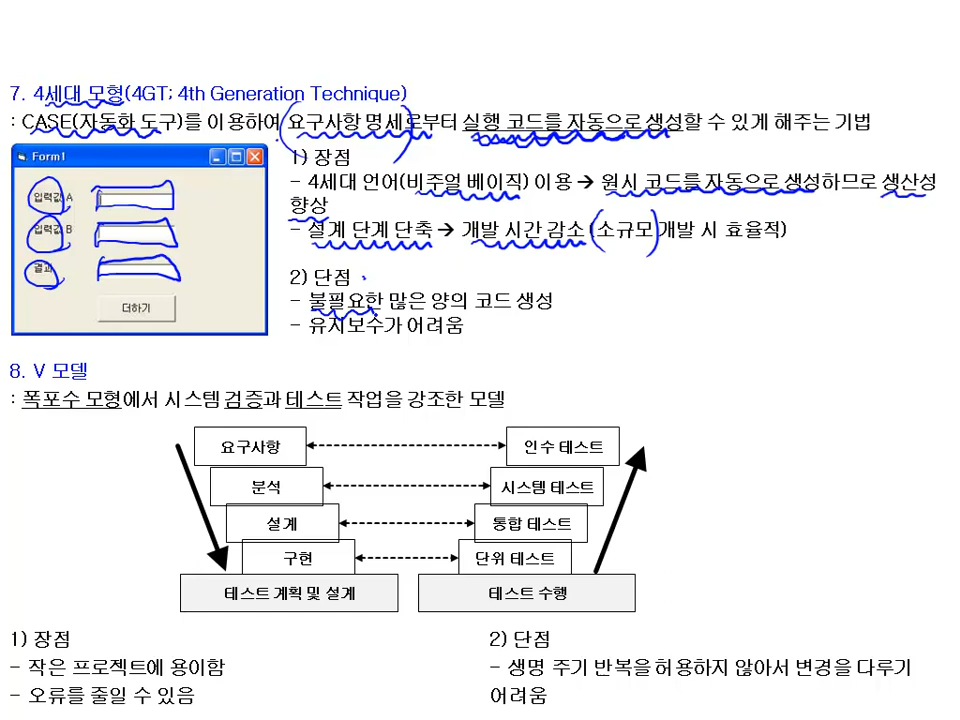 7. 4세대 모형(4GT; 4th Generation Technique)
: CASE(자동화 도구)를 이용하여 요구사항 명세로부터 실행 코드를 자동으로 생성할 수 있게 해주는 기법
Form1
입력값 A
입력값 B
결과
더하기
1) 장점
- 4세대 언어(비주얼 베이직) 이용 → 원시 코드를 자동으로 생성하므로 생산성
향상
- 설계 단계 단축 → 개발 시간 감소 (소규모 개발 시 효율적)
2) 단점
- 불필요한 많은 양의 코드 생성
- 유지보수가 어려움
8. V 모델
: 폭포수 모형에서 시스템 검증과 테스트 작업을 강조한 모델
요구사항 인수 테스트
분석 시스템 테스트
설계 통합 테스트
구현 단위 테스트
테스트 계획 및 설계 테스트 수행
1) 장점
- 작은 프로젝트에 용이함
- 오류를 줄일 수 있음
2) 단점
- 생명 주기 반복을 허용하지 않아서 변경을 다루기
어려움